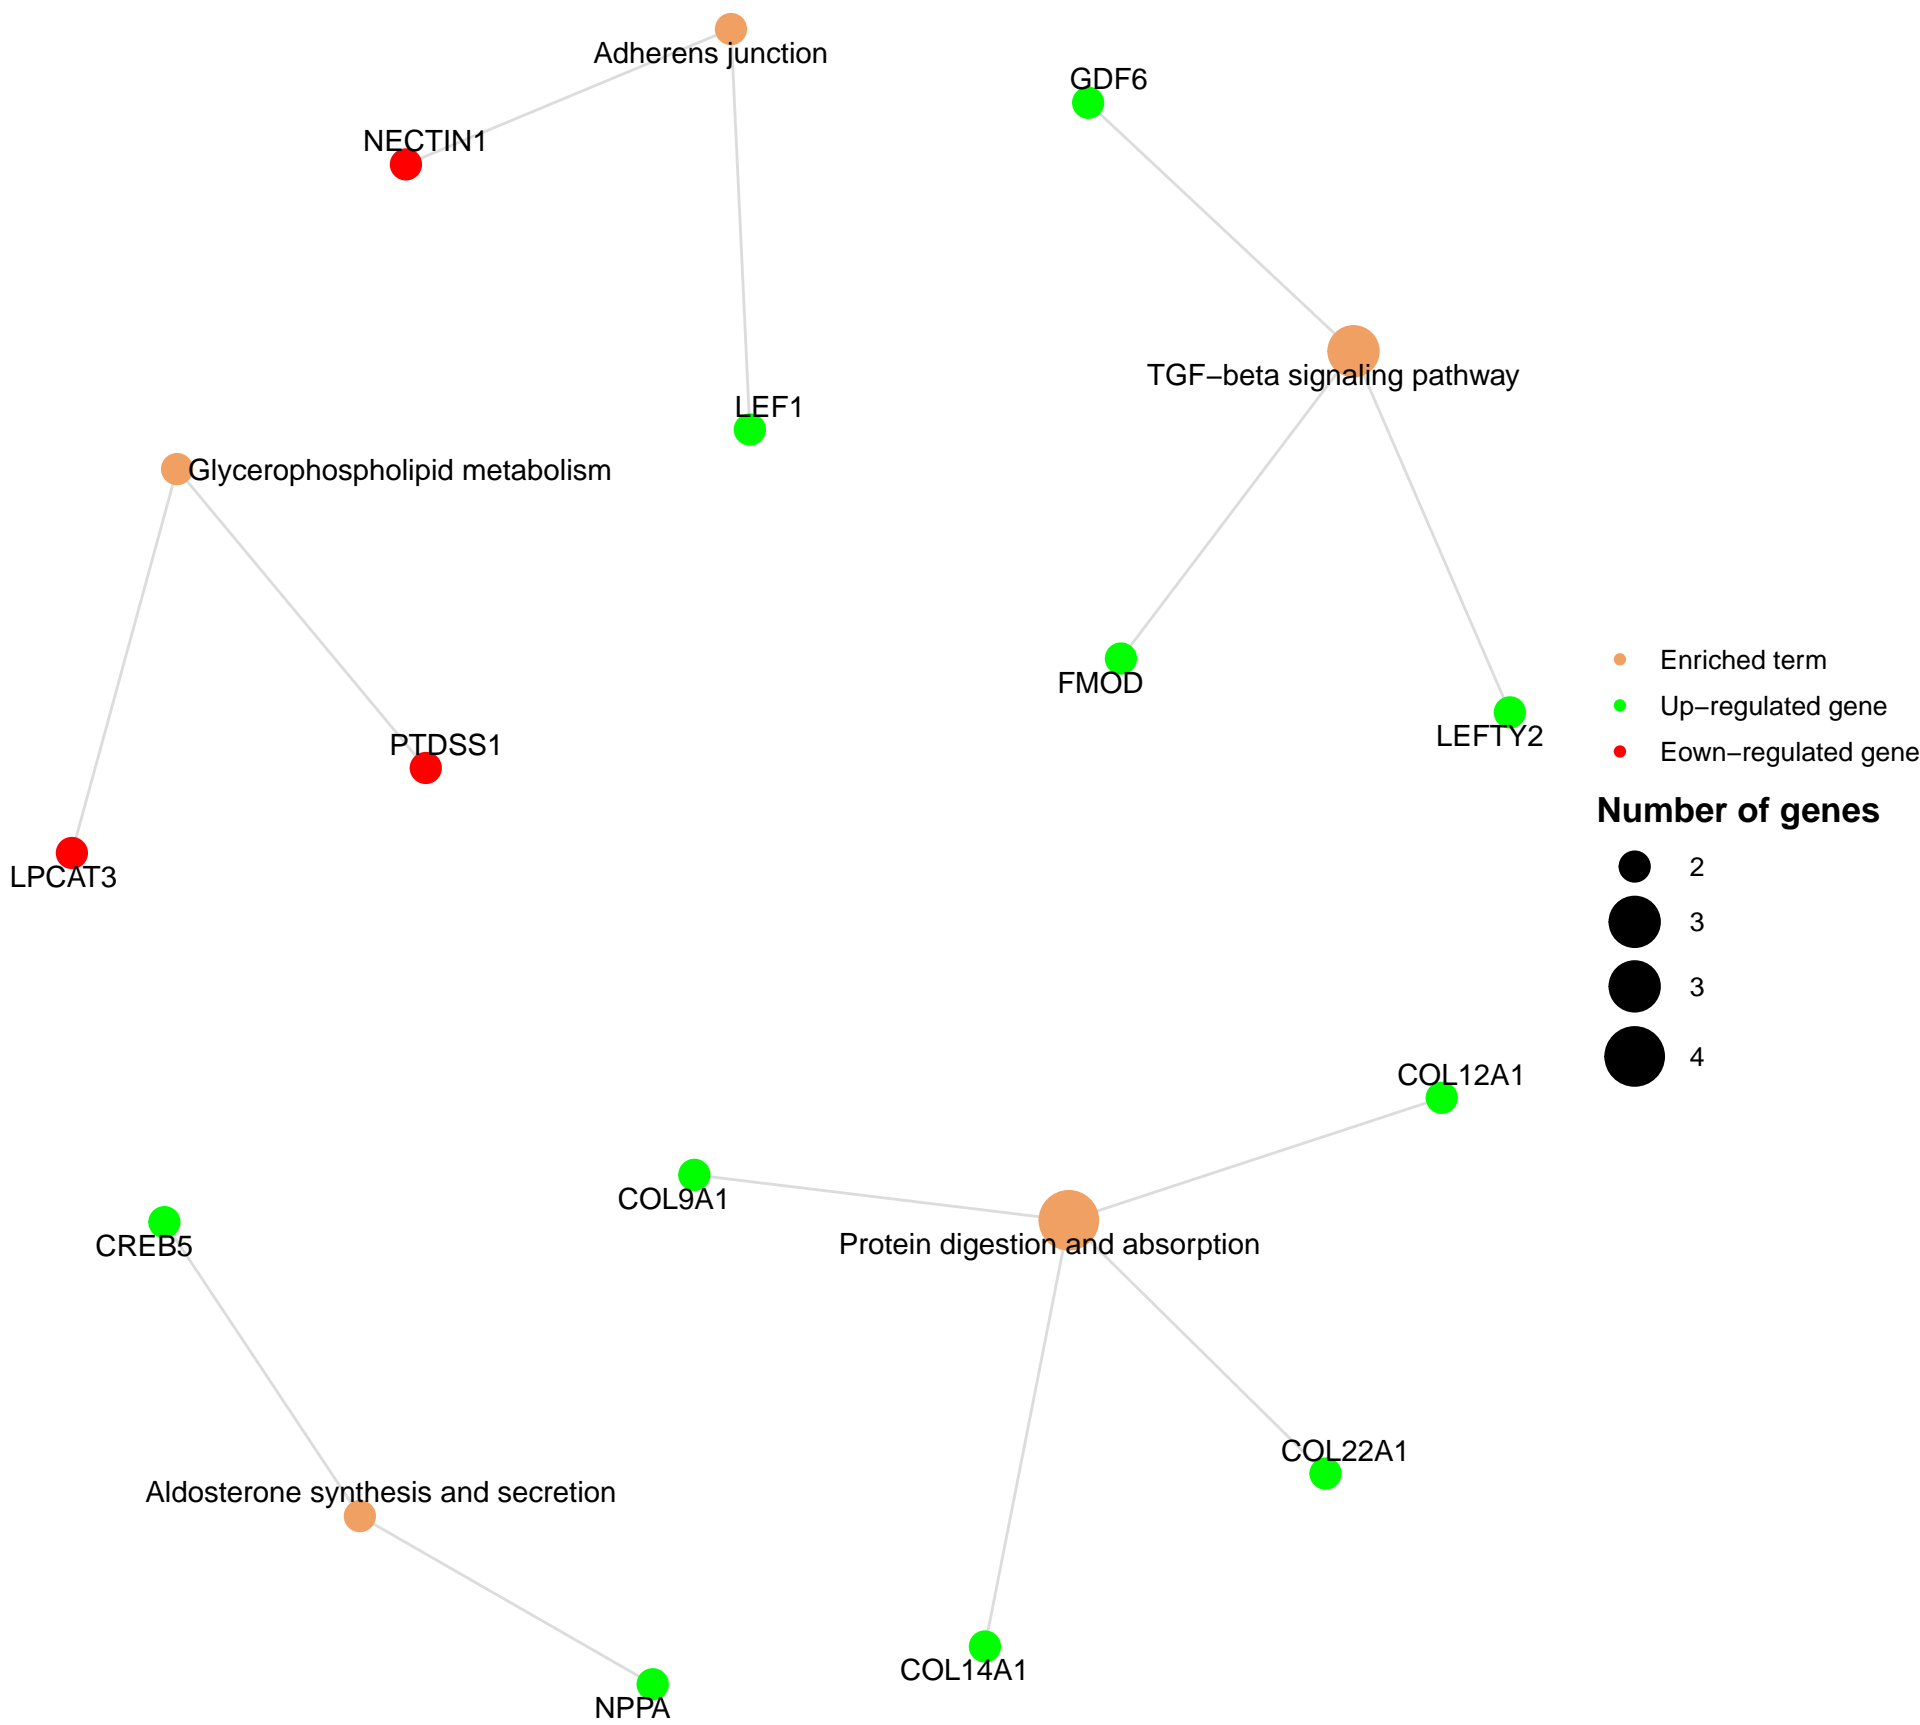 Adherens junction
GDF6
NECTIN1
TGF−beta signaling pathway
LEF1
Glycerophospholipid metabolism
FMOD
LEFTY2
PTDSS1
LPCAT3
Enriched term
Up−regulated gene
Eown−regulated gene
Number of genes
2
3
3
4
COL12A1
COL9A1
Protein digestion and absorption
CREB5
COL22A1
Aldosterone synthesis and secretion
COL14A1
NPPA